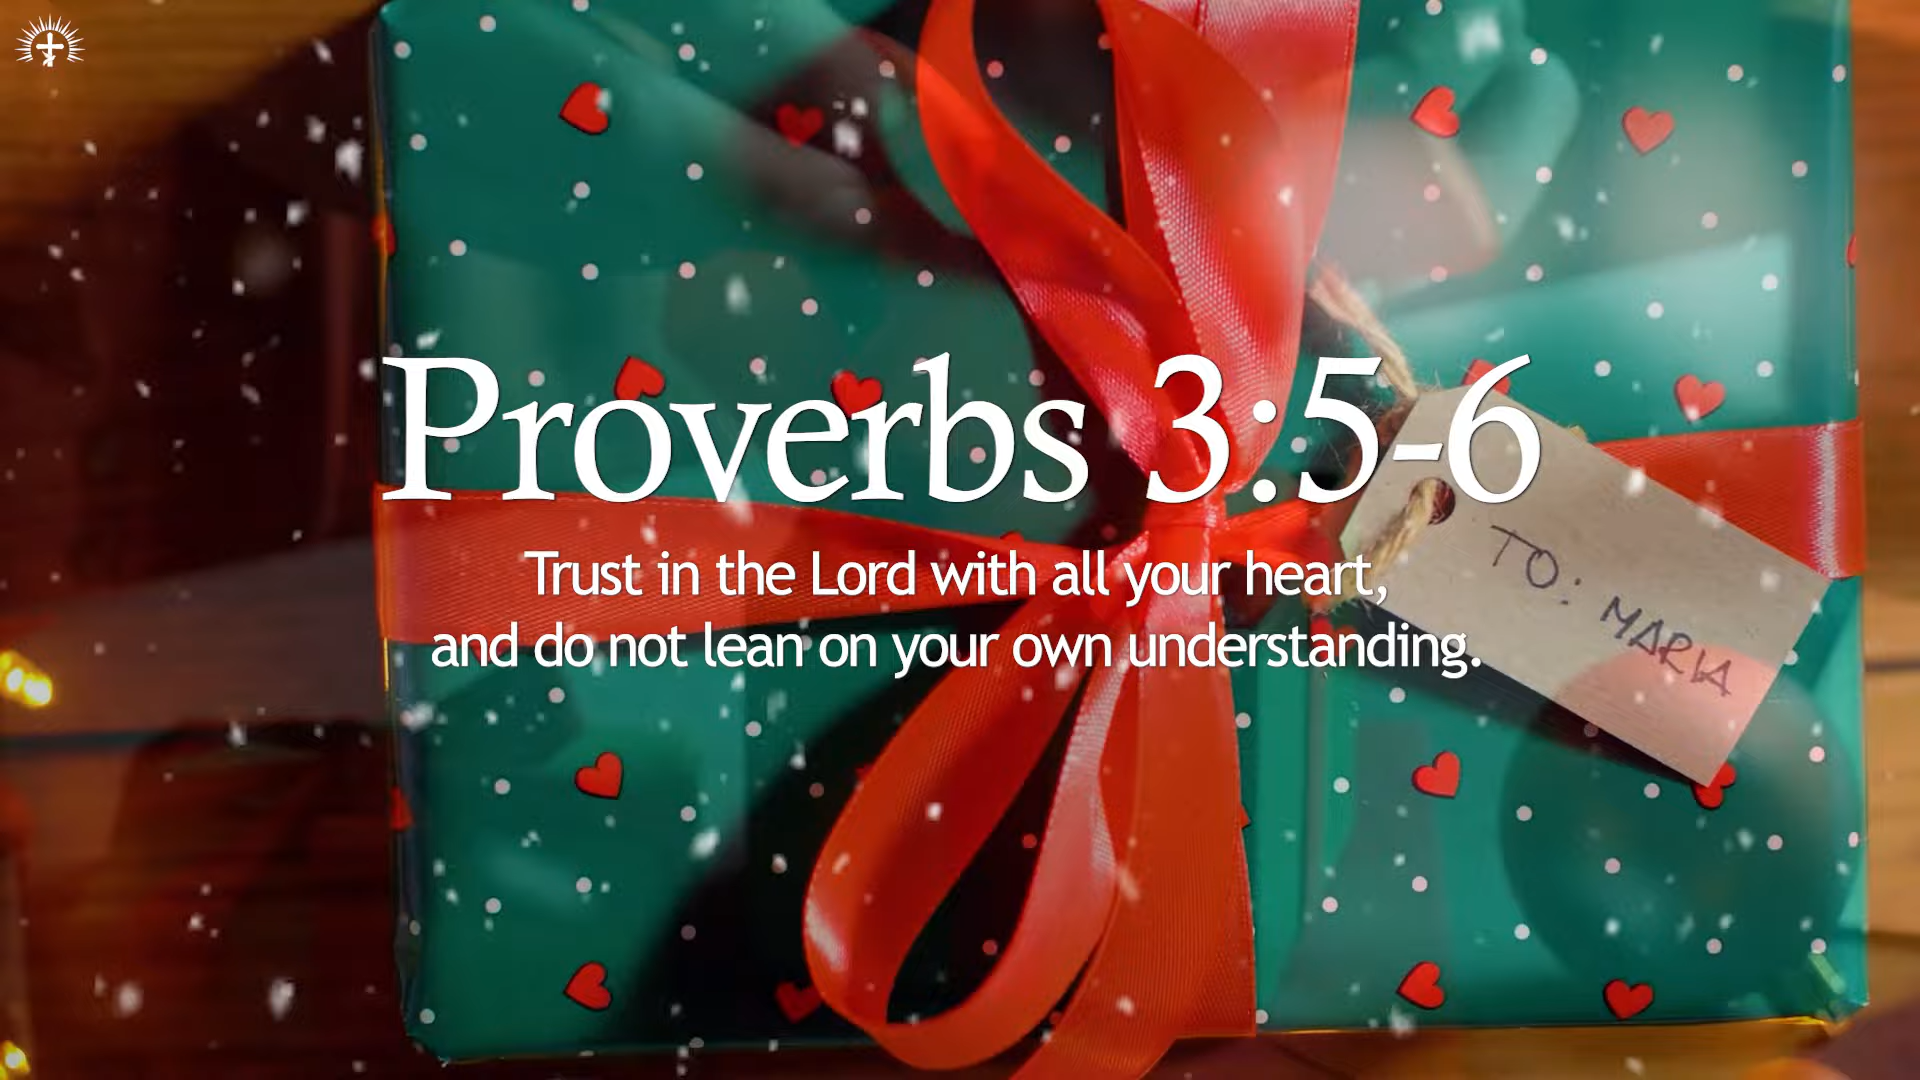 Proverbs 3:5-6
Trust in the Lord with all your heart,
and do not lean on your own understanding.
TO: MARIA